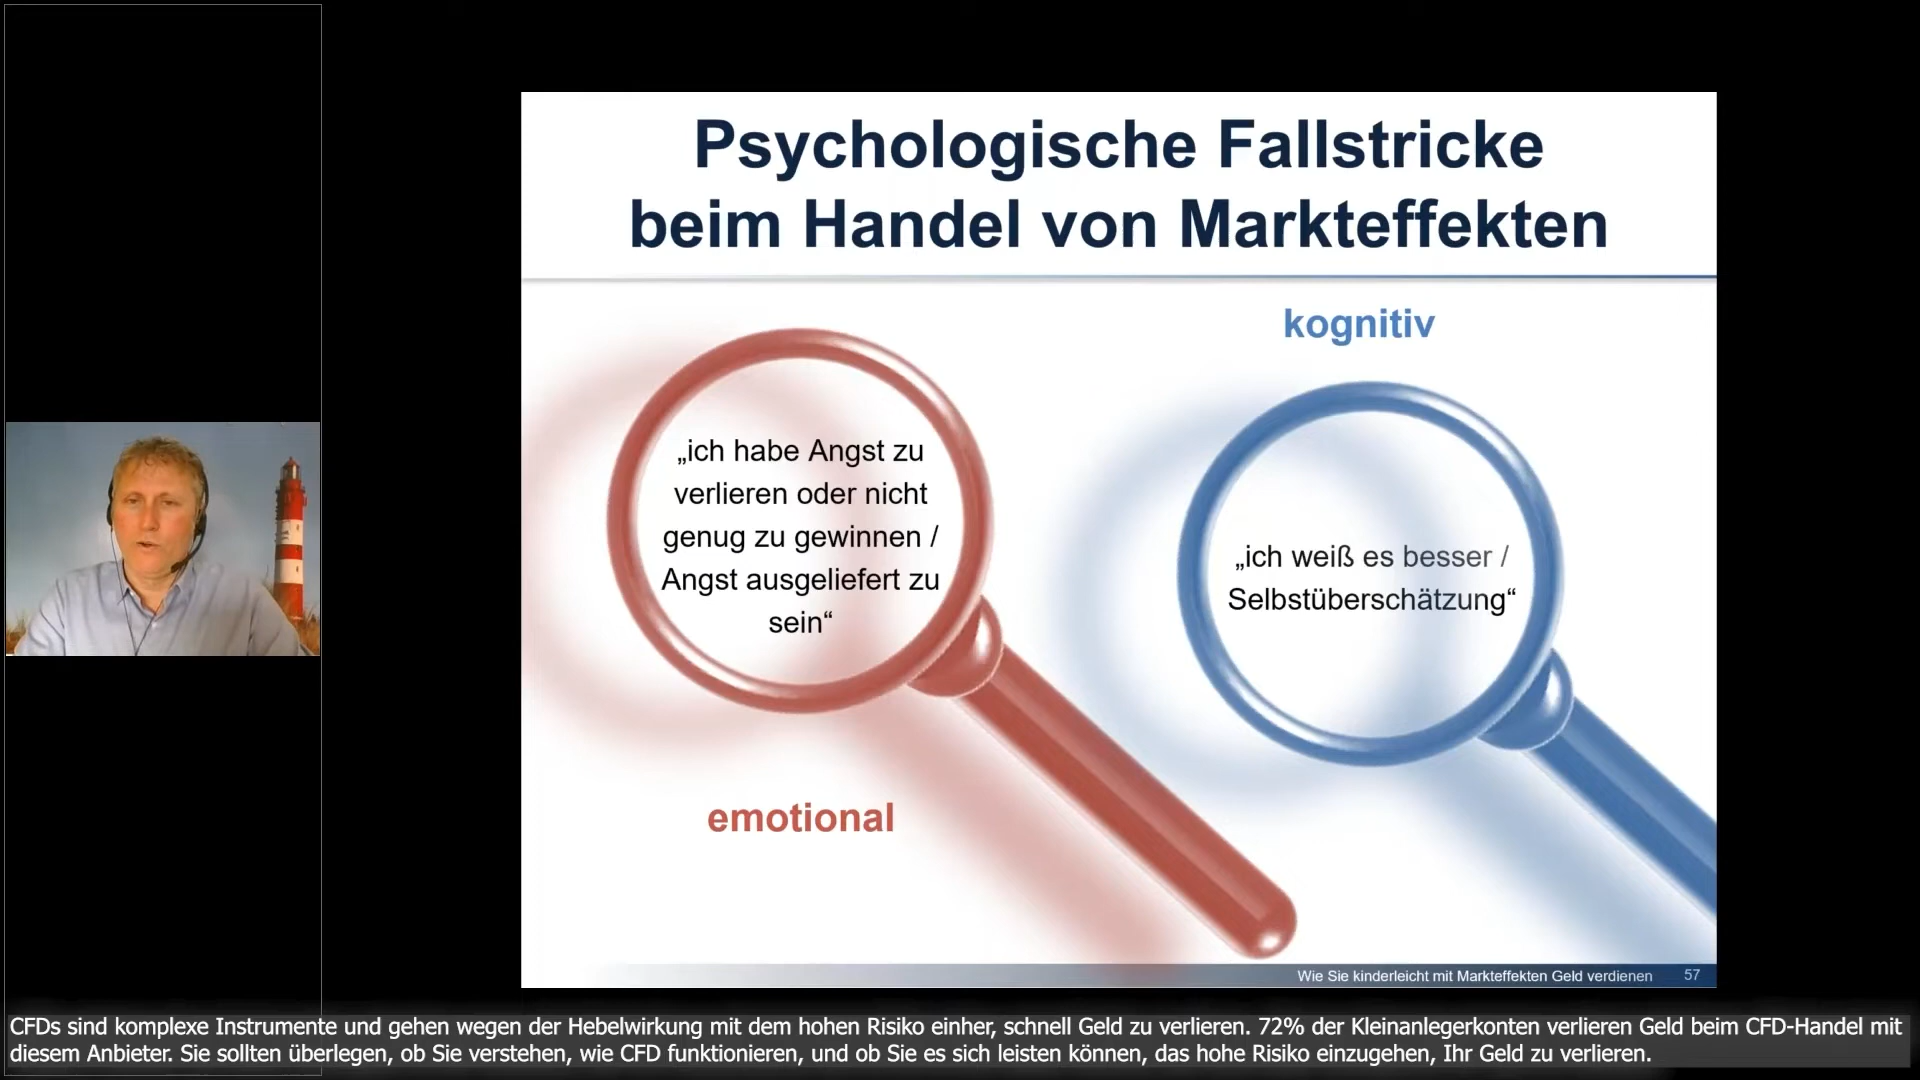 Psychologische Fallstricke
beim Handel von Markteffekten
kognitiv
„ich habe Angst zu
verlieren oder nicht
genug zu gewinnen /
Angst ausgeliefert zu
sein“
„ich weiß es besser /
Selbstüberschätzung“
emotional
Wie Sie kinderleicht mit Markteffekten Geld verdienen 57
CFDs sind komplexe Instrumente und gehen wegen der Hebelwirkung mit dem hohen Risiko einher, schnell Geld zu verlieren. 72% der Kleinanlegerkonten verlieren Geld beim CFD-Handel mit
diesem Anbieter. Sie sollten überlegen, ob Sie verstehen, wie CFD funktionieren, und ob Sie es sich leisten können, das hohe Risiko einzugehen, Ihr Geld zu verlieren.